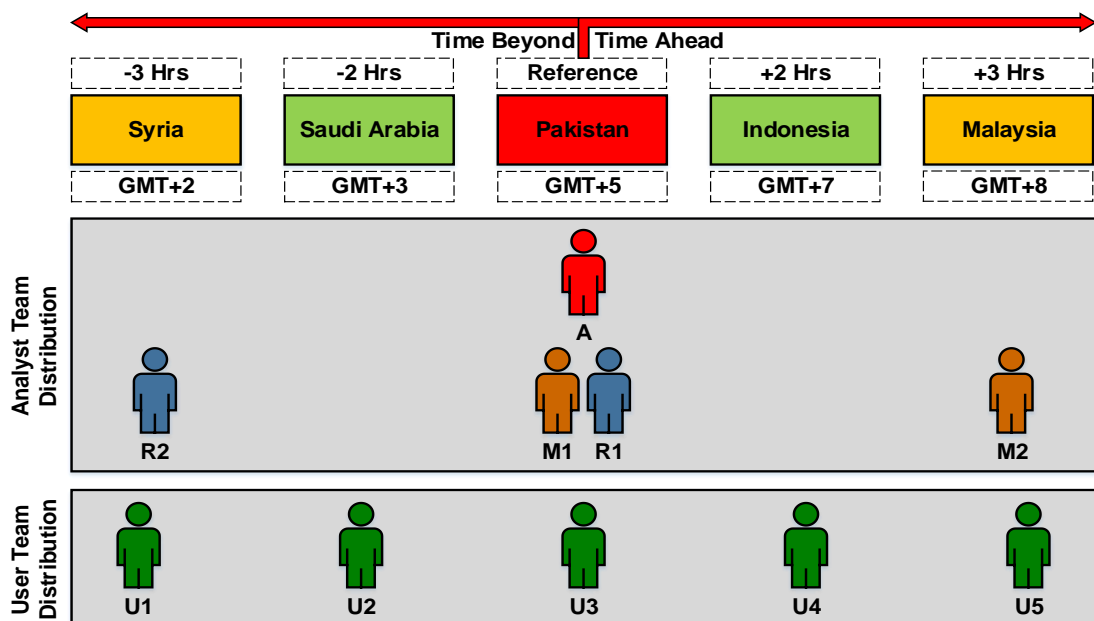 Time Beyond Time Ahead
-3 Hrs -2 Hrs Reference +2 Hrs +3 Hrs
Syria Saudi Arabia Pakistan Indonesia Malaysia
GMT+2 GMT+3 GMT+5 GMT+7 GMT+8
Analyst Team
Distribution
A
R2 M1 R1 M2
User Team
Distribution
U1 U2 U3 U4 U5